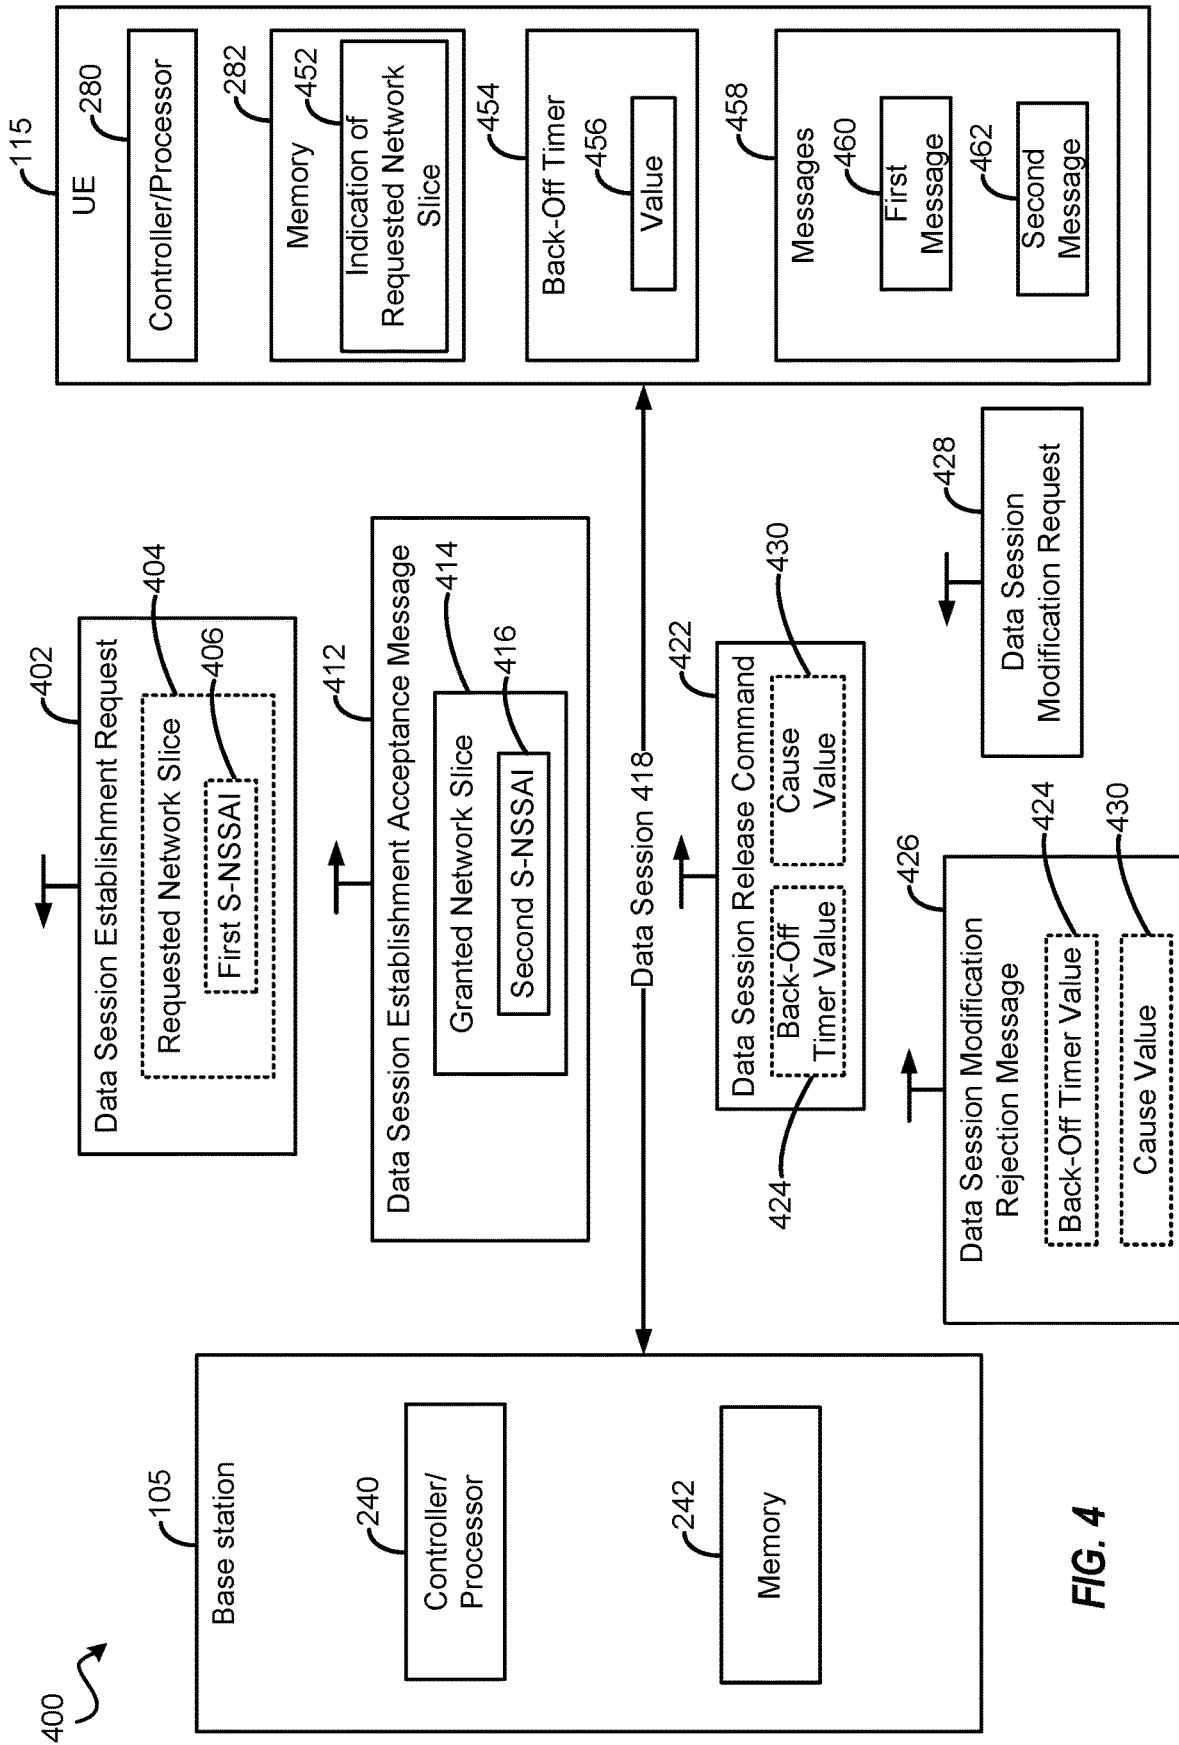 400
105
Base station
240
Controller/
Processor
242
Memory
402
Data Session Establishment Request
404
Requested Network Slice
406
First S-NSSAI
412
Data Session Establishment Acceptance Message
414
Granted Network Slice
416
Second S-NSSAI
Data Session 418
422
Data Session Release Command
424
Back-Off
Timer Value
430
Cause
Value
426
Data Session Modification
Rejection Message
424
Back-Off Timer Value
430
Cause Value
428
Data Session
Modification Request
115
UE
280
Controller/Processor
282
Memory
452
Indication of
Requested Network
Slice
454
Back-Off Timer
456
Value
458
Messages
460
First
Message
462
Second
Message
FIG. 4